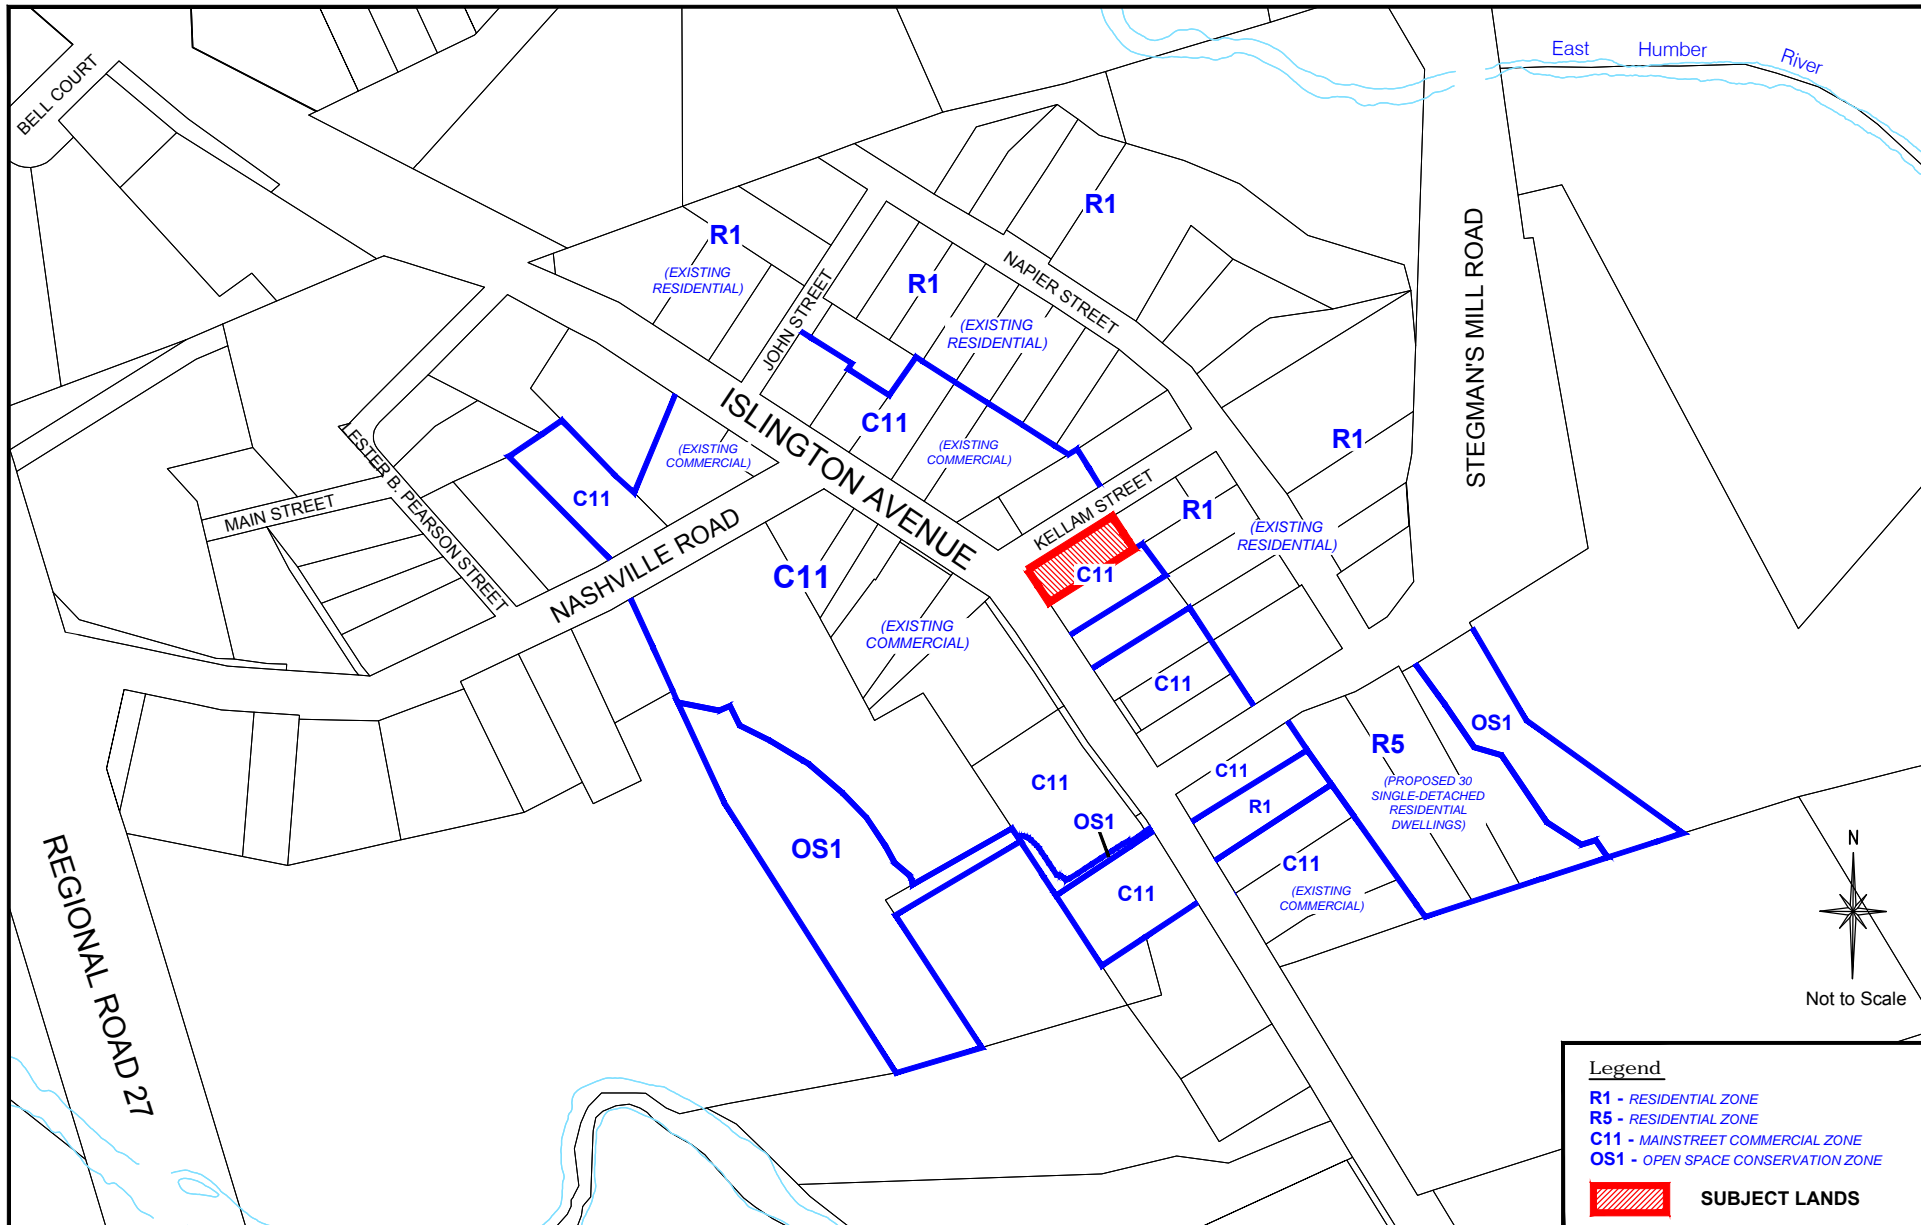 East Humber River
BELL COURT
STEGMAN'S MILL ROAD
R1
R1
(EXISTING
RESIDENTIAL)
NAPIER STREET
JOHN STREET
R1
(EXISTING
RESIDENTIAL)
ISLINGTON AVENUE
C11
(EXISTING
COMMERCIAL)
(EXISTING
COMMERCIAL)
R1
ESTER B. PEARSON STREET
MAIN STREET
C11
NASHVILLE ROAD
KELLAM STREET
R1
(EXISTING
RESIDENTIAL)
C11
C11
(EXISTING
COMMERCIAL)
C11
OS1
R5
(PROPOSED 30
SINGLE-DETACHED
RESIDENTIAL
DWELLINGS)
C11
R1
C11
(EXISTING
COMMERCIAL)
C11
OS1
C11
OS1
REGIONAL ROAD 27
N
Not to Scale
Legend
R1 - RESIDENTIAL ZONE
R5 - RESIDENTIAL ZONE
C11 - MAINSTREET COMMERCIAL ZONE
OS1 - OPEN SPACE CONSERVATION ZONE
SUBJECT LANDS